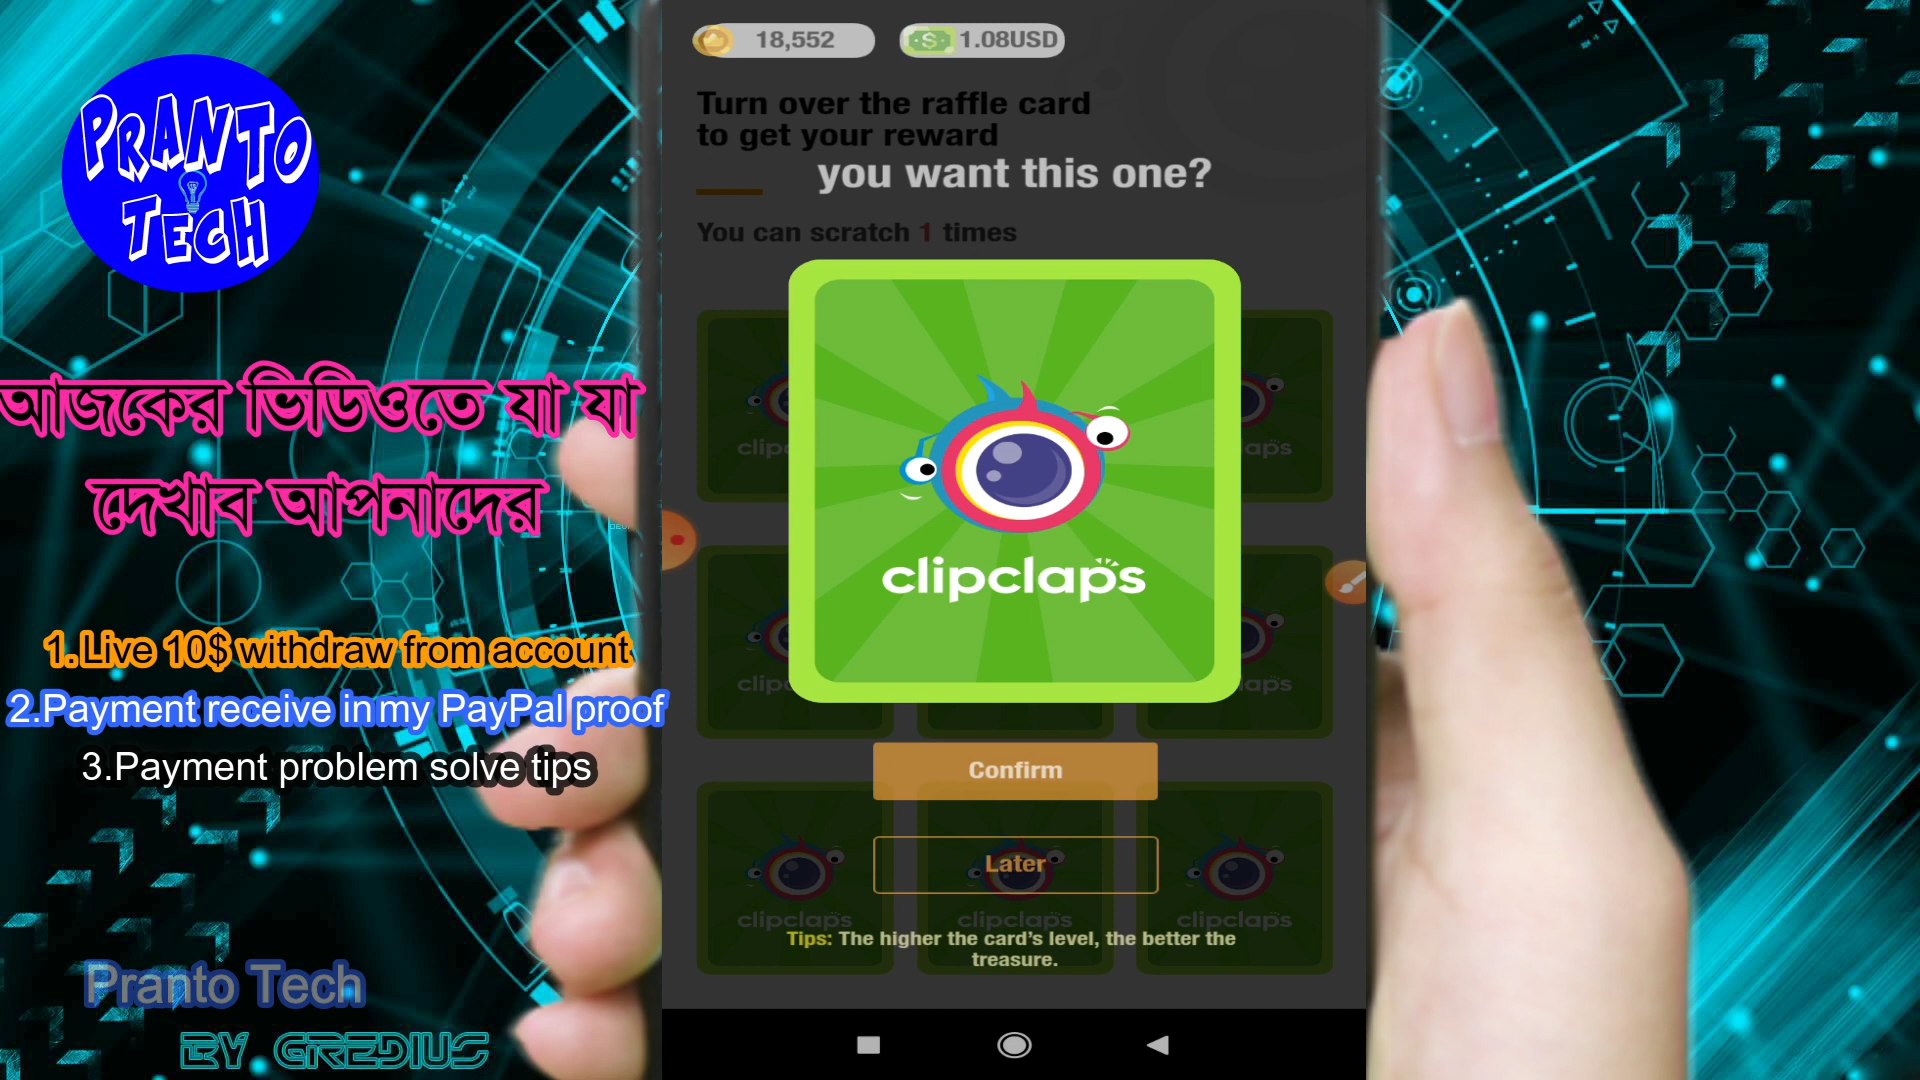 PRANTO
TECH
আজকের ভিডিওতে যা যা
দেখাব আপনাদের
1.Live 10$ withdraw from account
2.Payment receive in my PayPal proof
3.Payment problem solve tips
Pranto Tech
BY GREDIUS
18,552
1.08USD
Turn over the raffle card
to get your reward
you want this one?
You can scratch 1 times
clipclaps
Confirm
Later
clipclaps clipclaps clipclaps
Tips: The higher the card's level, the better the
treasure.